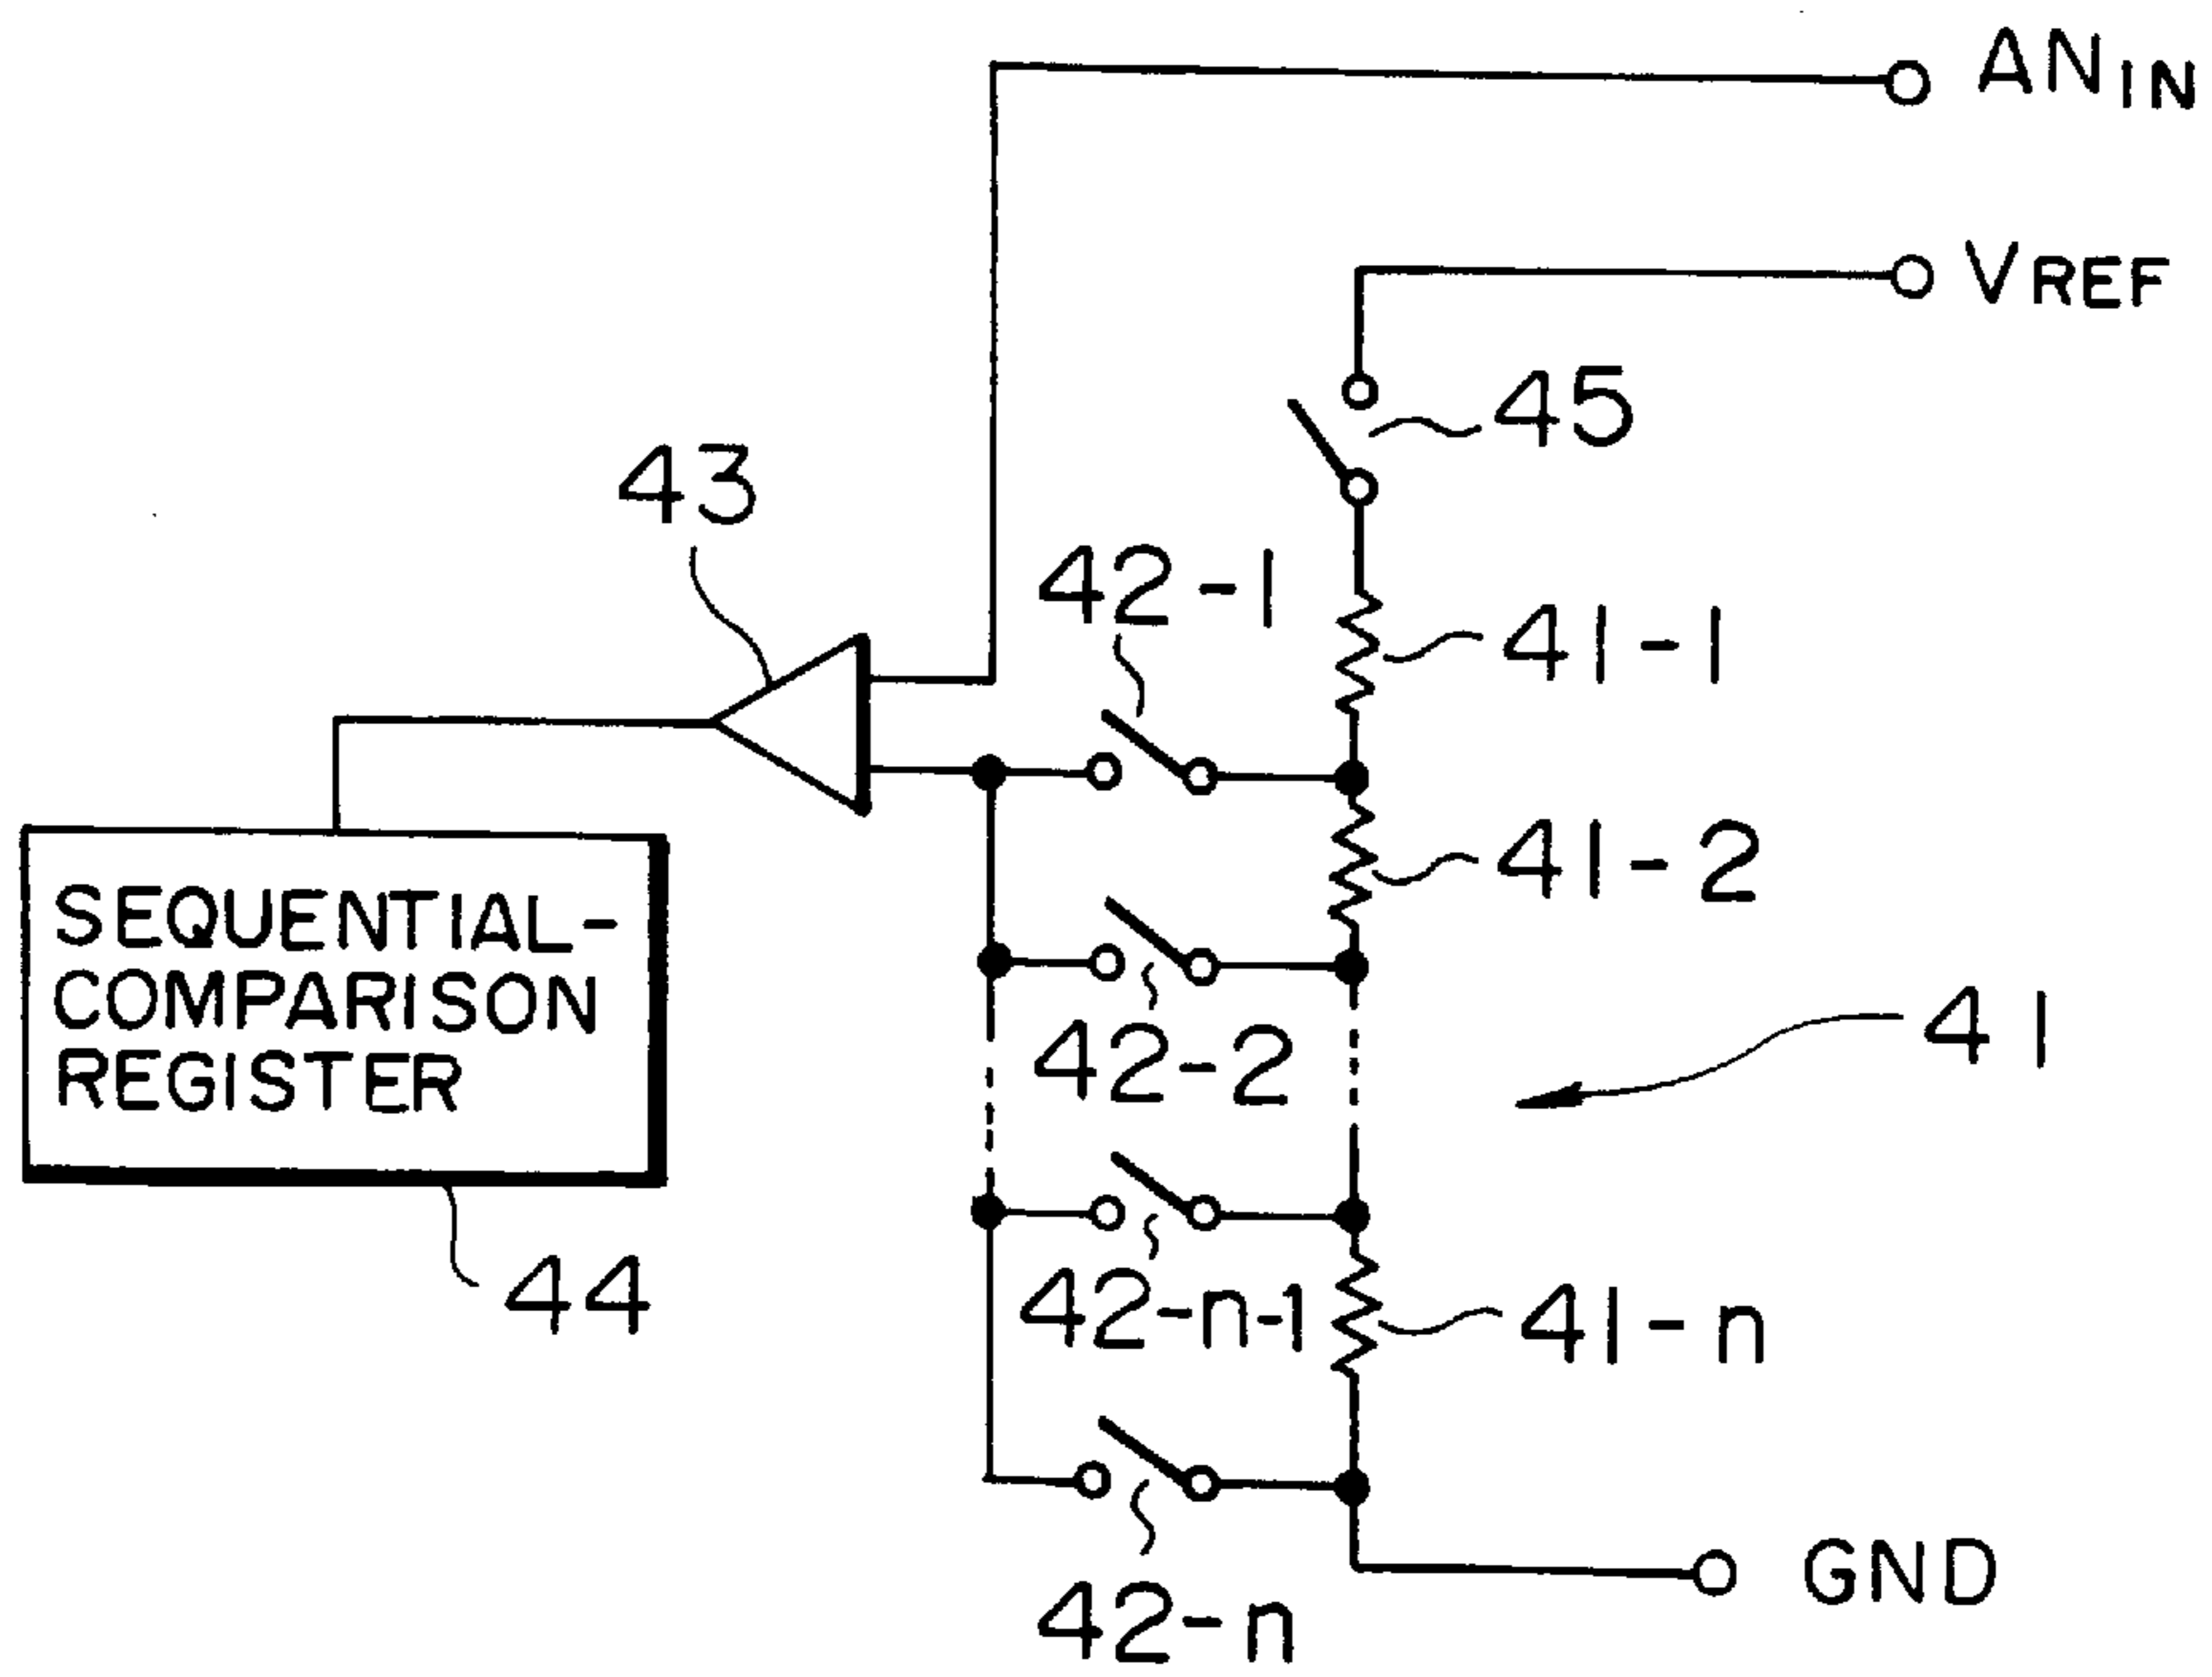 ANIN
VREF
45
43
42-1
41-1
41-2
SEQUENTIAL-
COMPARISON
REGISTER
42-2
41
44
42-n-1
41-n
42-n
GND